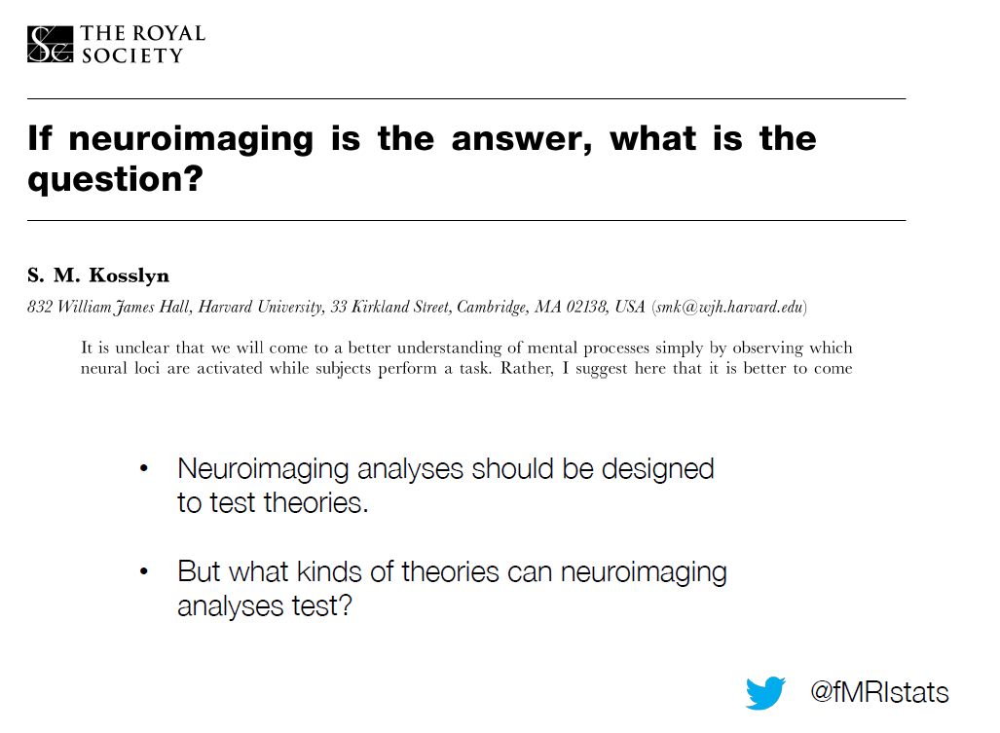 THE ROYAL
SOCIETY
If neuroimaging is the answer, what is the
question?
S. M. Kosslyn
832 William James Hall, Harvard University, 33 Kirkland Street, Cambridge, MA 02138, USA (smk@wjh.harvard.edu)
It is unclear that we will come to a better understanding of mental processes simply by observing which
neural loci are activated while subjects perform a task. Rather, I suggest here that it is better to come
• Neuroimaging analyses should be designed
to test theories.
• But what kinds of theories can neuroimaging
analyses test?
@fMRIstats